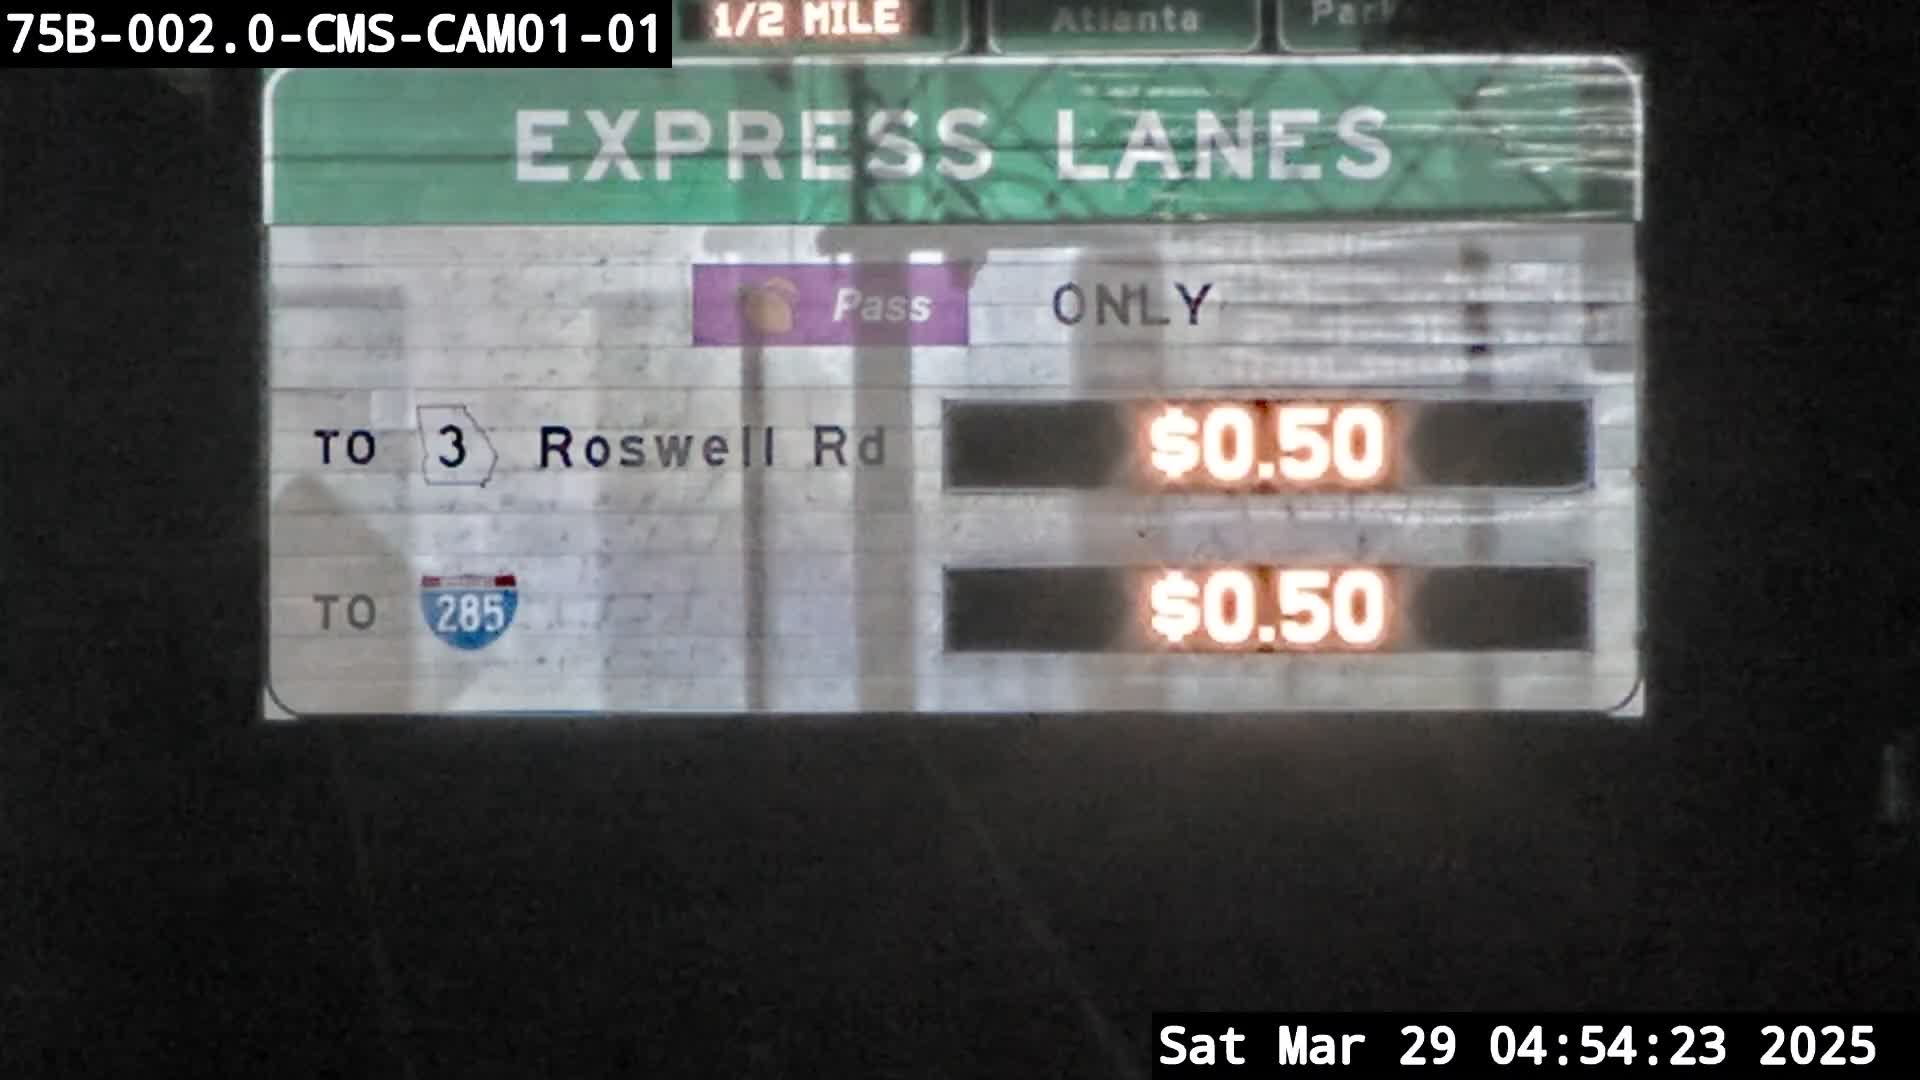 75B-002.0-CMS-CAM01-01
1/2 MILE
Atlanta
EXPRESS LANES
Pass ONLY
TO 3 Roswell Rd $0.50
TO 285 $0.50
Sat Mar 29 04:54:23 2025